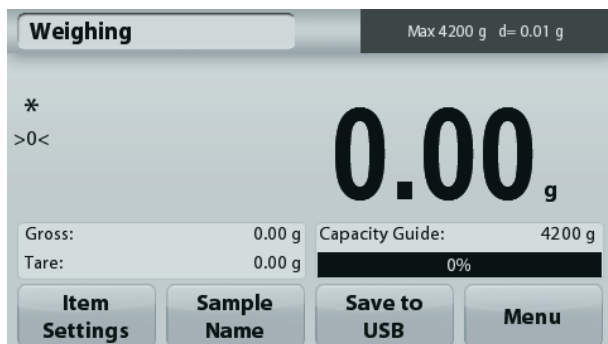 Weighing
Max 4200 g d= 0.01 g
*
>0<
0.00 g
Gross: 0.00 g
Tare: 0.00 g
Capacity Guide: 4200 g
0%
Item Settings
Sample Name
Save to USB
Menu